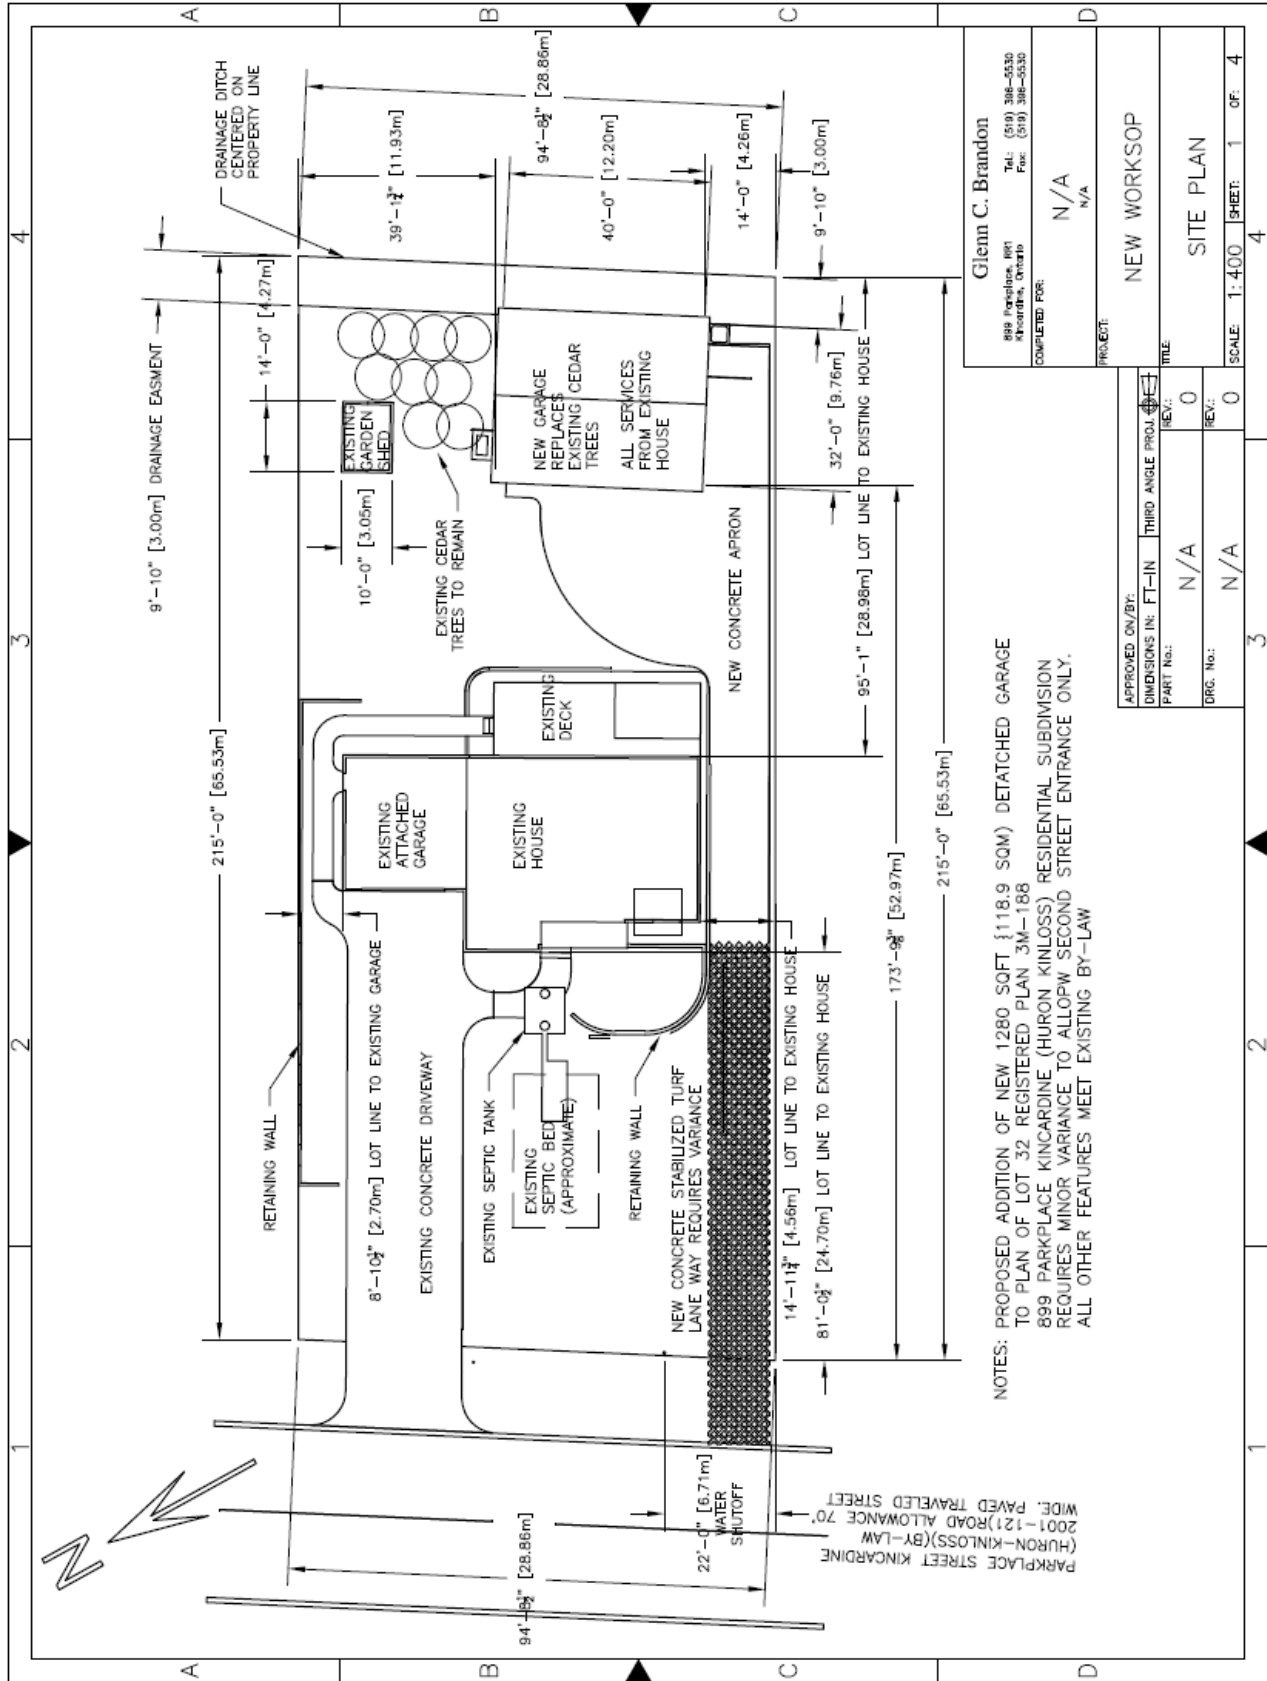 A
B
C
D
4
3
2
1
DRAINAGE DITCH
CENTERED ON
PROPERTY LINE
9'-10" [3.00m] DRAINAGE EASMENT
215'-0" [65.53m]
14'-0" [4.27m]
10'-0" [3.05m]
39'-1¾" [11.93m]
94'-8½" [28.86m]
40'-0" [12.20m]
14'-0" [4.26m]
9'-10" [3.00m]
32'-0" [9.76m]
EXISTING
GARDEN
SHED
EXISTING CEDAR
TREES TO REMAIN
NEW GARAGE
REPLACES
EXISTING CEDAR
TREES
ALL SERVICES
FROM EXISTING
HOUSE
NEW CONCRETE APRON
95'-1" [28.98m] LOT LINE TO EXISTING HOUSE
EXISTING
DECK
EXISTING
ATTACHED
GARAGE
EXISTING
HOUSE
RETAINING WALL
8'-10½" [2.70m] LOT LINE TO EXISTING GARAGE
EXISTING CONCRETE DRIVEWAY
EXISTING SEPTIC TANK
EXISTING
SEPTIC BED
(APPROXIMATE)
RETAINING WALL
NEW CONCRETE STABILIZED TURF
LANE WAY REQUIRES VARIANCE
14'-11¾" [4.56m] LOT LINE TO EXISTING HOUSE
81'-0½" [24.70m] LOT LINE TO EXISTING HOUSE
173'-9⅜" [52.97m]
215'-0" [65.53m]
N
94'-8½" [28.86m]
22'-0" [6.71m]
WATER
SHUTOFF
PARKPLACE STREET KINCARDINE
(HURON-KINLOSS)(BY-LAW
2001-121)ROAD ALLOWANCE 70'
WIDE. PAVED TRAVELED STREET
NOTES: PROPOSED ADDITION OF NEW 1280 SQFT {118.9 SQM) DETATCHED GARAGE
TO PLAN OF LOT 32 REGISTERED PLAN 3M-188
899 PARKPLACE KINCARDINE (HURON KINLOSS) RESIDENTIAL SUBDIVISION
REQUIRES MINOR VARIANCE TO ALLOPW SECOND STREET ENTRANCE ONLY.
ALL OTHER FEATURES MEET EXISTING BY-LAW
Glenn C. Brandon
899 Parkplace, RR1 Tel.: (519) 396-5530
Kincardine, Ontario Fax: (519) 396-5530
COMPLETED FOR:
N/A
N/A
PROJECT:
NEW WORKSOP
TITLE:
SITE PLAN
SCALE: 1:400 SHEET: 1 OF: 4
APPROVED ON/BY:
DIMENSIONS IN: FT-IN THIRD ANGLE PROJ.
PART No.: N/A REV.: 0
DRG. No.: N/A REV.: 0
A
B
C
D
4
3
2
1